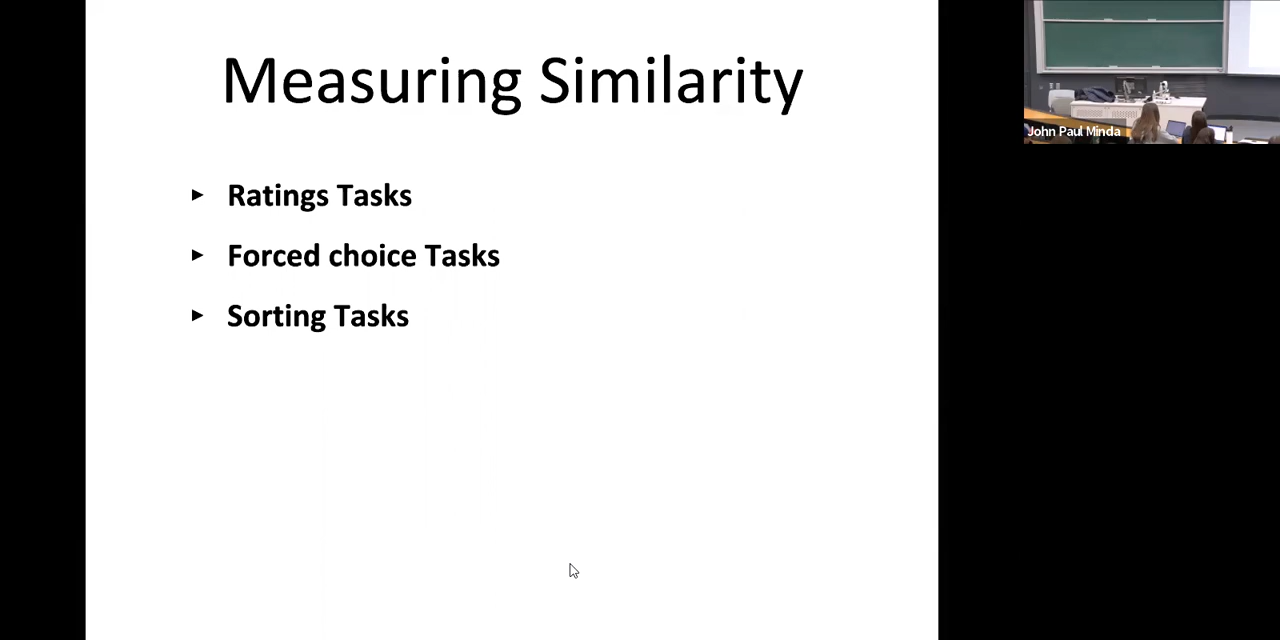 Measuring Similarity
► Ratings Tasks
► Forced choice Tasks
► Sorting Tasks
John Paul Minda